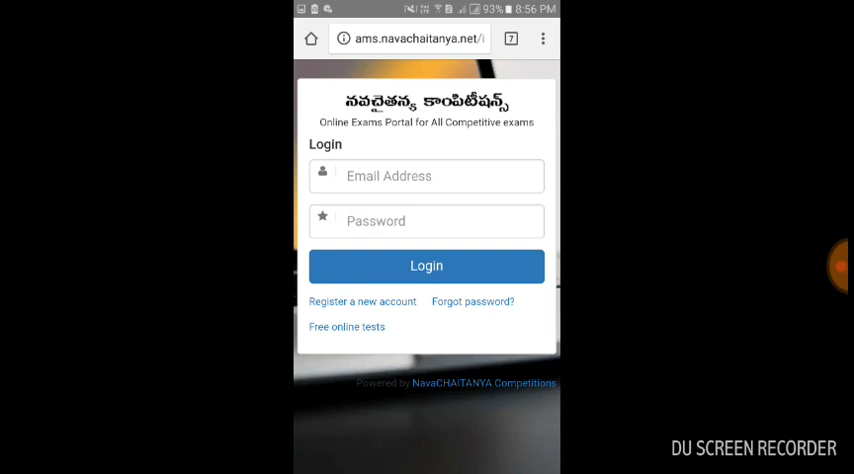 93% 8:56 PM
ams.navachaitanya.net/i
7
నవచైతన్య కాంపిటీషన్స్
Online Exams Portal for All Competitive exams
Login
Email Address
Password
Login
Register a new account Forgot password?
Free online tests
Powered by NavaCHAITANYA Competitions
DU SCREEN RECORDER